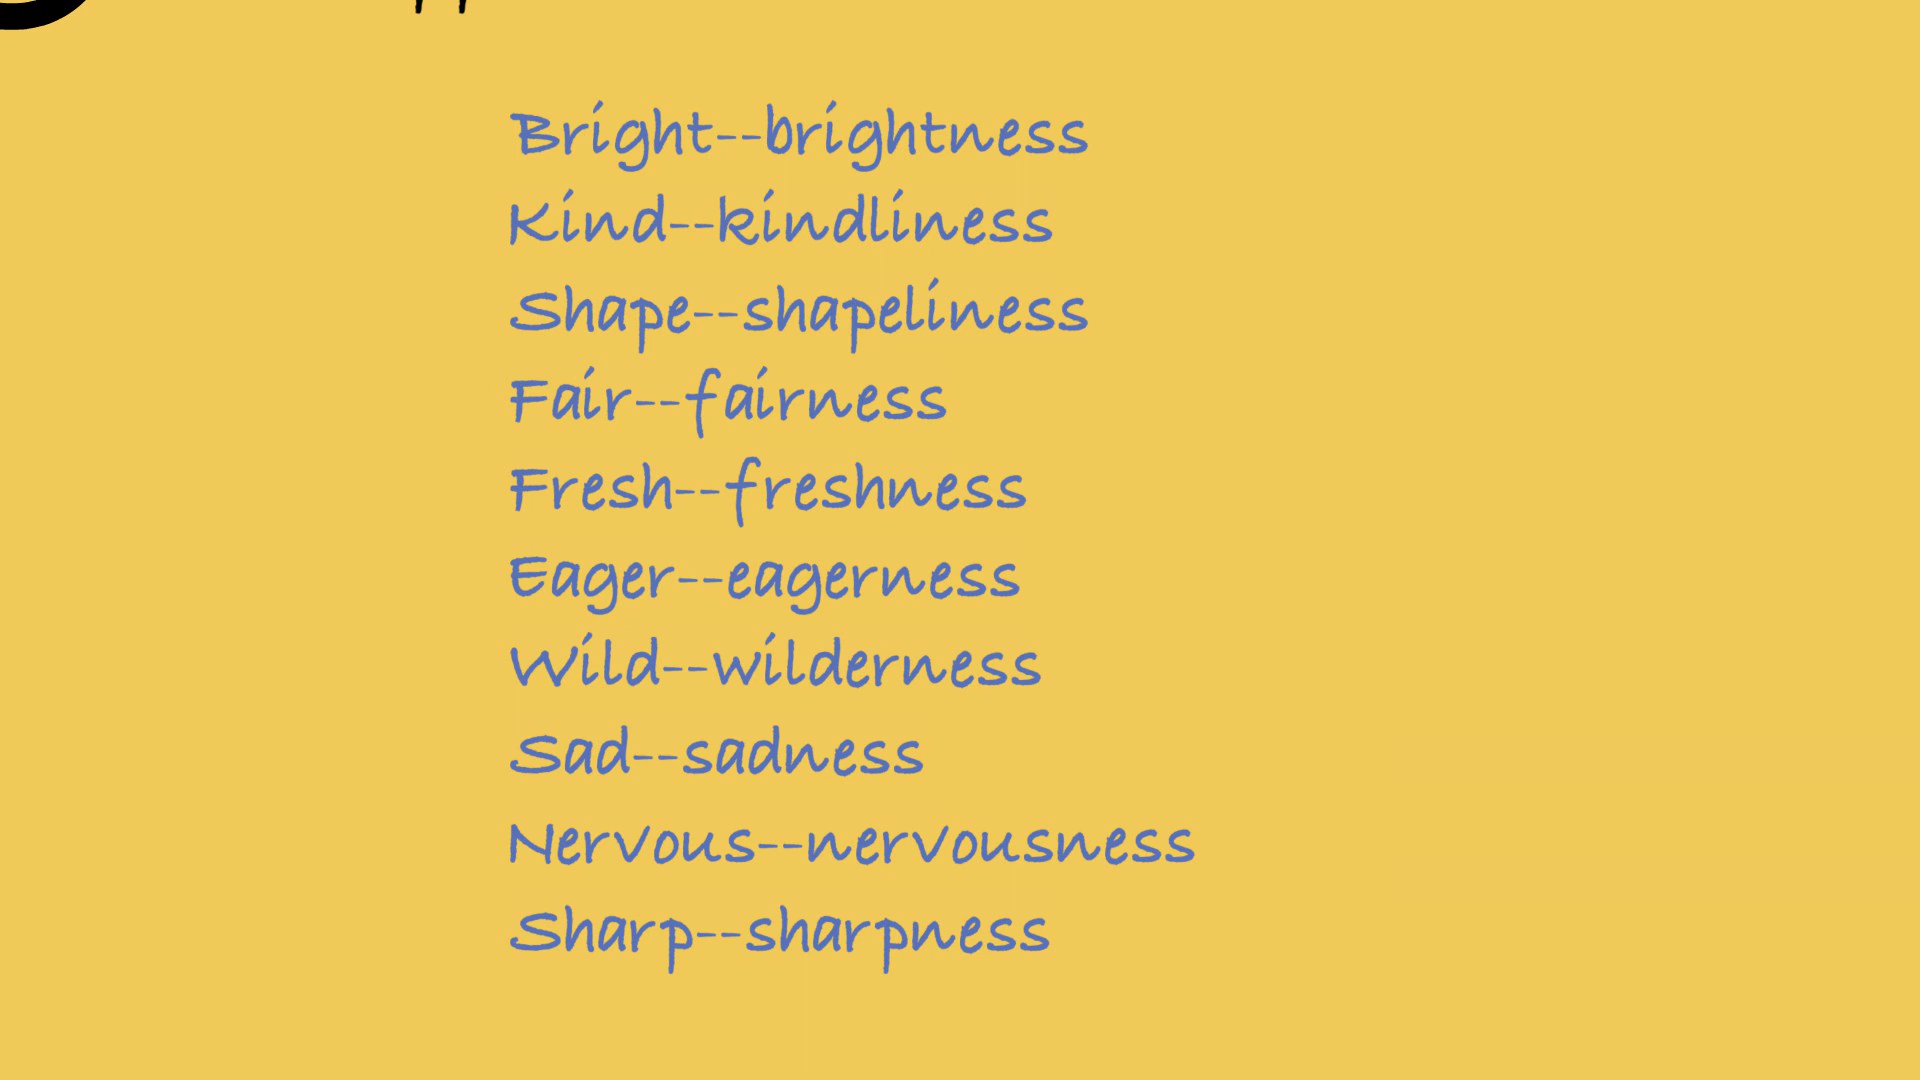 Bright--brightness
Kind--kindliness
Shape--shapeliness
Fair--fairness
Fresh--freshness
Eager--eagerness
Wild--wilderness
Sad--sadness
Nervous--nervousness
Sharp--sharpness